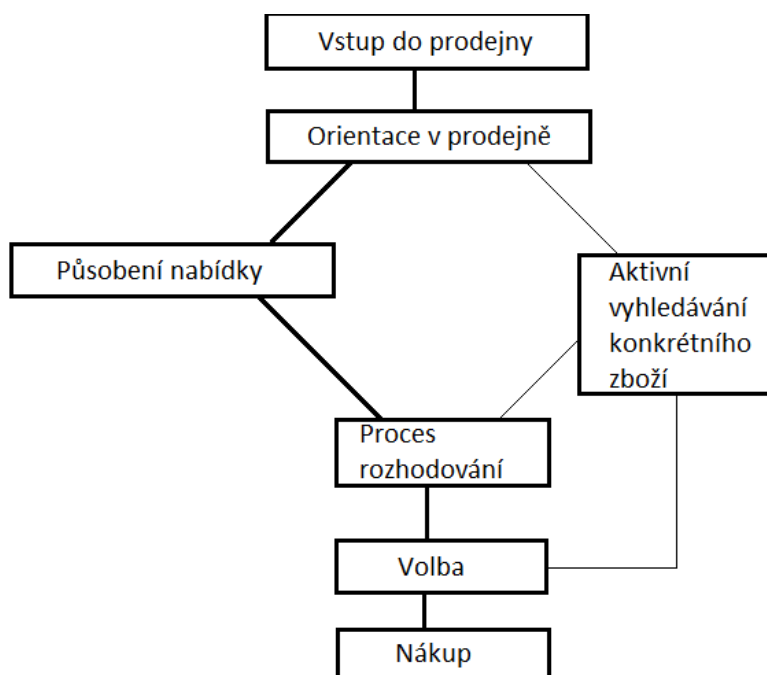 Vstup do prodejny
Orientace v prodejně
Působení nabídky
Aktivní
vyhledávání
konkrétního
zboží
Proces
rozhodování
Volba
Nákup